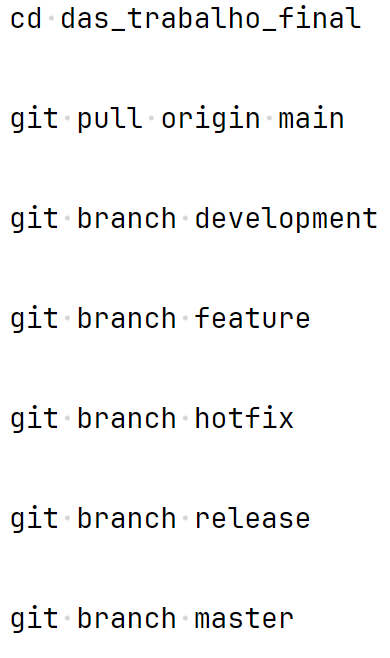 cd das_trabalho_final
git pull origin main
git branch development
git branch feature
git branch hotfix
git branch release
git branch master